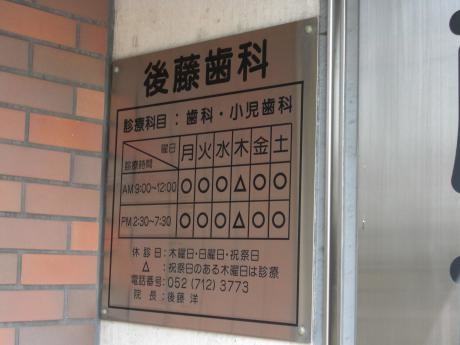 後藤歯科
診療科目：歯科・小児歯科
曜日 診療時間 月 火 水 木 金 土
AM 9:00〜12:00 ○ ○ ○ △ ○ ○
PM 2:30〜7:30 ○ ○ ○ △ ○ ○
休診日：木曜日・日曜日・祝祭日
△：祝祭日のある木曜日は診療
電話番号：052 (712) 3773
院長：後藤 洋